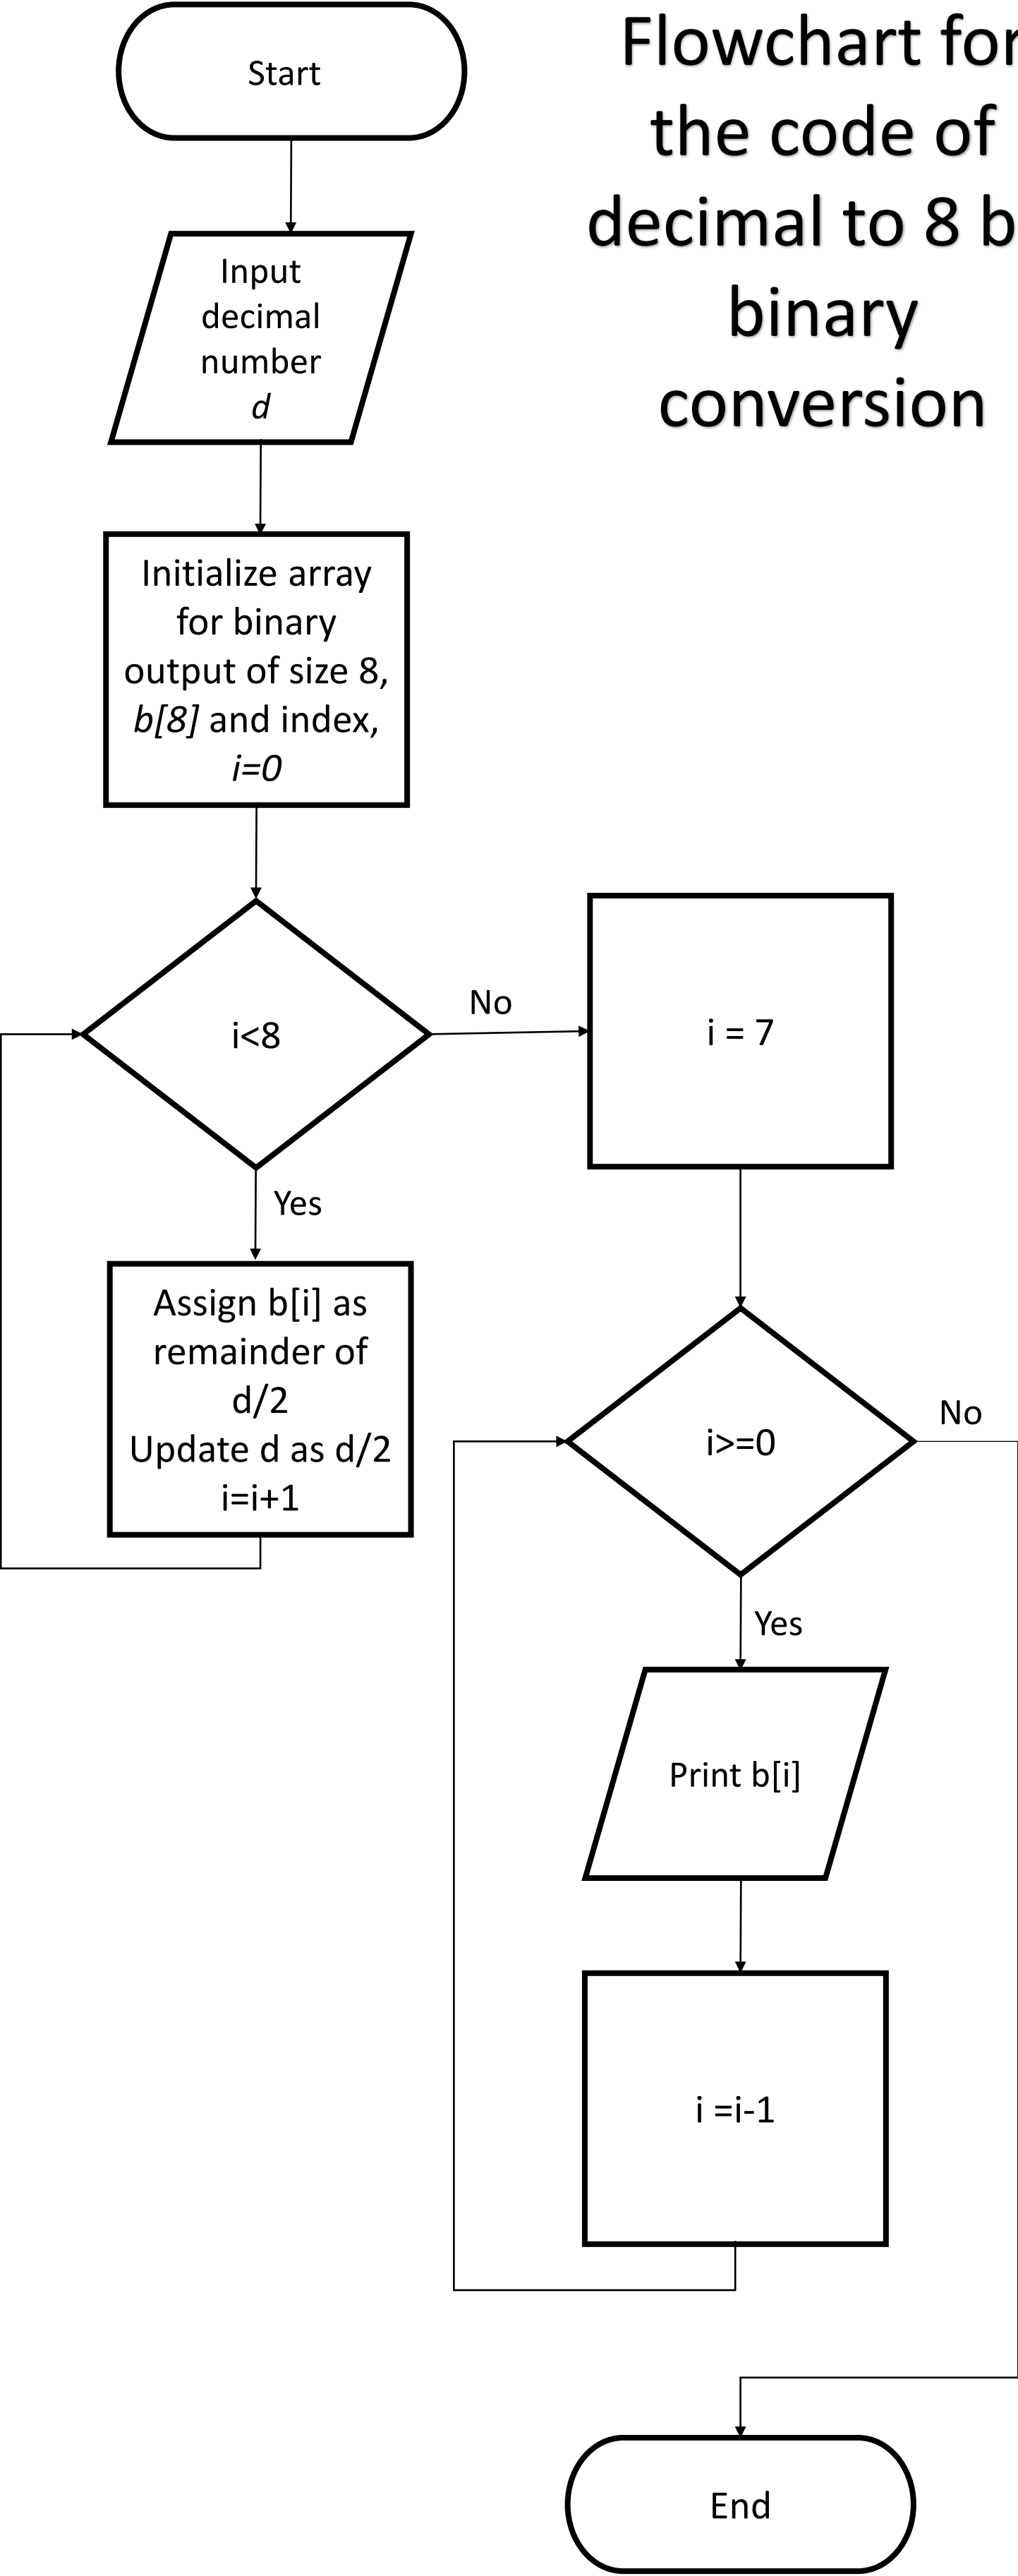 Flowchart for
the code of
decimal to 8 b
binary
conversion
Start
Input
decimal
number
d
Initialize array
for binary
output of size 8,
b[8] and index,
i=0
i<8
No
i = 7
Yes
Assign b[i] as
remainder of
d/2
Update d as d/2
i=i+1
i>=0
No
Yes
Print b[i]
i =i-1
End